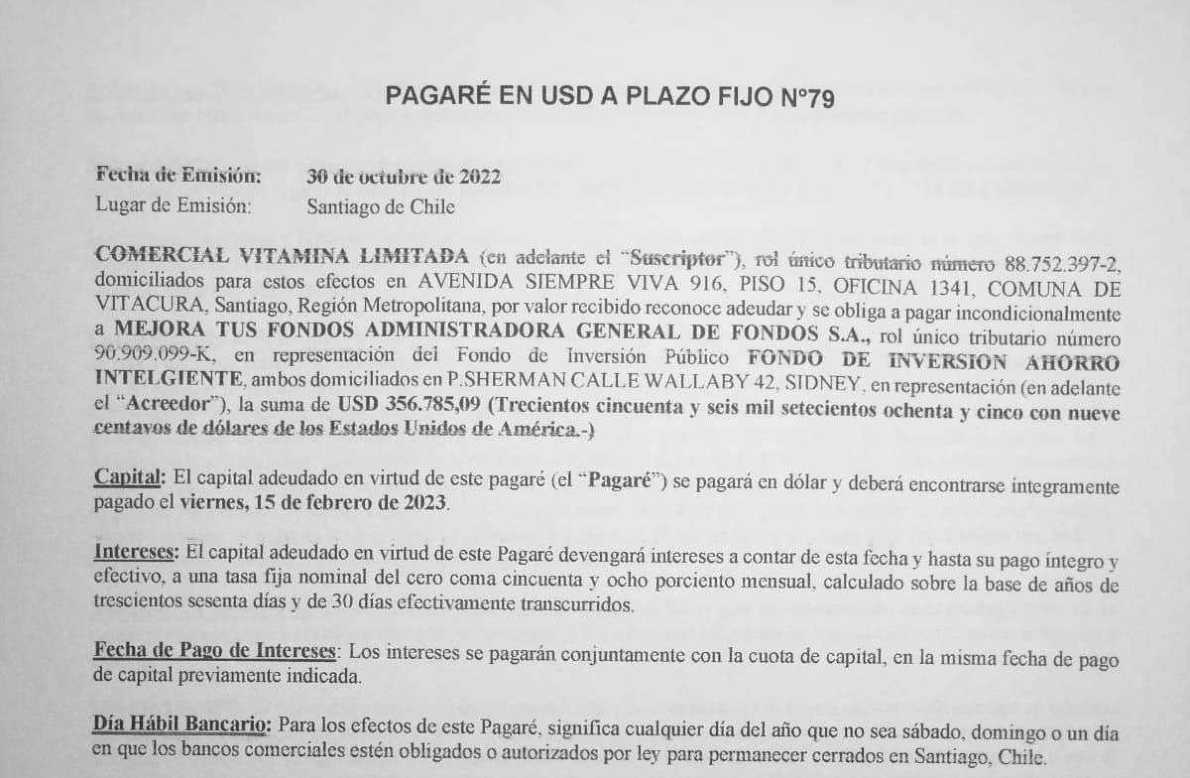 PAGARÉ EN USD A PLAZO FIJO Nº79
Fecha de Emisión: 30 de octubre de 2022
Lugar de Emisión: Santiago de Chile
COMERCIAL VITAMINA LIMITADA (en adelante el “Suscriptor”), rol único tributario número 88.752.397-2,
domiciliados para estos efectos en AVENIDA SIEMPRE VIVA 916, PISO 15, OFICINA 1341, COMUNA DE
VITACURA, Santiago, Región Metropolitana, por valor recibido reconoce adeudar y se obliga a pagar incondicionalmente
a MEJORA TUS FONDOS ADMINISTRADORA GENERAL DE FONDOS S.A., rol único tributario número
90.909.099-K, en representación del Fondo de Inversión Público FONDO DE INVERSION AHORRO
INTELGIENTE, ambos domiciliados en P.SHERMAN CALLE WALLABY 42, SIDNEY, en representación (en adelante
el “Acreedor”), la suma de USD 356.785,09 (Trecientos cincuenta y seis mil setecientos ochenta y cinco con nueve
centavos de dólares de los Estados Unidos de América.-)
Capital: El capital adeudado en virtud de este pagaré (el “Pagaré”) se pagará en dólar y deberá encontrarse íntegramente
pagado el viernes, 15 de febrero de 2023.
Intereses: El capital adeudado en virtud de este Pagaré devengará intereses a contar de esta fecha y hasta su pago íntegro y
efectivo, a una tasa fija nominal del cero coma cincuenta y ocho porciento mensual, calculado sobre la base de años de
trescientos sesenta días y de 30 días efectivamente transcurridos.
Fecha de Pago de Intereses: Los intereses se pagarán conjuntamente con la cuota de capital, en la misma fecha de pago
de capital previamente indicada.
Día Hábil Bancario: Para los efectos de este Pagaré, significa cualquier día del año que no sea sábado, domingo o un día
en que los bancos comerciales estén obligados o autorizados por ley para permanecer cerrados en Santiago, Chile.